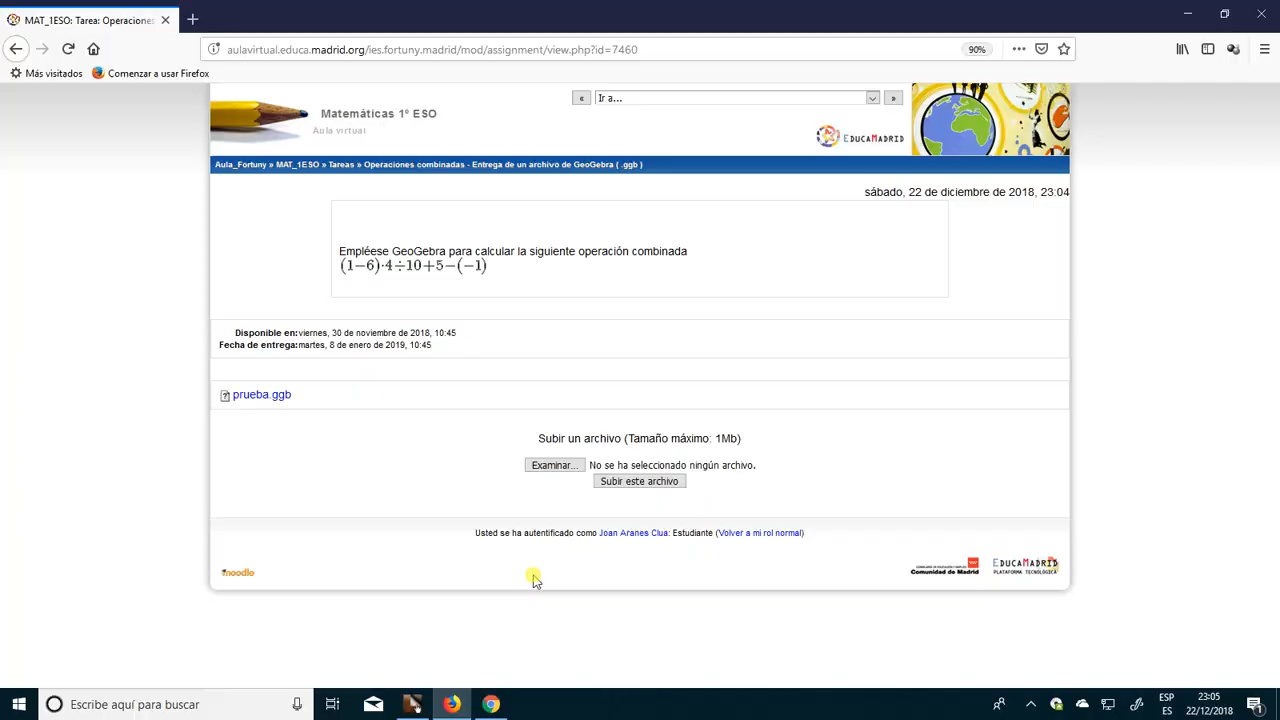 MAT_1ESO: Tarea: Operaciones
aulavirtual.educa.madrid.org/ies.fortuny.madrid/mod/assignment/view.php?id=7460
90%
Más visitados
Comenzar a usar Firefox
«
Ir a...
»
Matemáticas 1º ESO
Aula virtual
EDUCAMADRID
Aula_Fortuny » MAT_1ESO » Tareas » Operaciones combinadas - Entrega de un archivo de GeoGebra ( .ggb )
sábado, 22 de diciembre de 2018, 23:04
Empléese GeoGebra para calcular la siguiente operación combinada
(1−6)·4÷10+5−(−1)
Disponible en: viernes, 30 de noviembre de 2018, 10:45
Fecha de entrega: martes, 8 de enero de 2019, 10:45
prueba.ggb
Subir un archivo (Tamaño máximo: 1Mb)
Examinar... No se ha seleccionado ningún archivo.
Subir este archivo
Usted se ha autentificado como Joan Aranes Clua: Estudiante (Volver a mi rol normal)
moodle
Comunidad de Madrid
EDUCAMADRID
PLATAFORMA TECNOLÓGICA
Escribe aquí para buscar
ESP
ES
23:05
22/12/2018
1